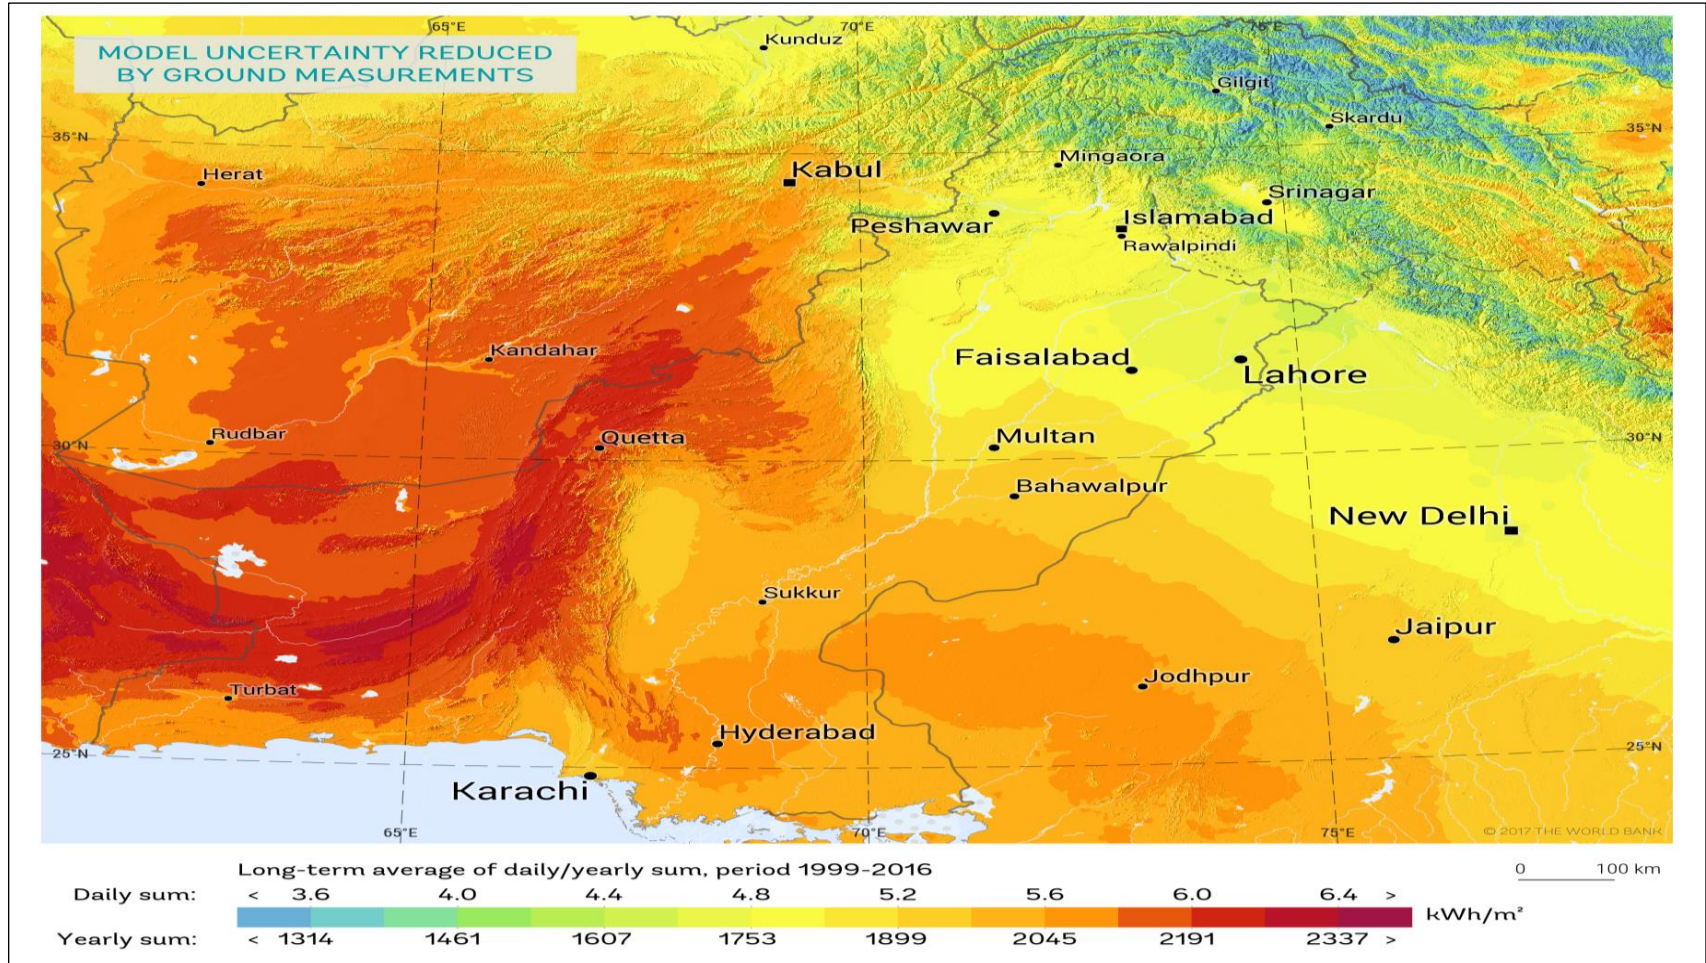 65°E
70°E
75°E
MODEL UNCERTAINTY REDUCED
BY GROUND MEASUREMENTS
Kunduz
Gilgit
Skardu
35°N
35°N
Mingaora
Herat
Kabul
Srinagar
Islamabad
Peshawar
Rawalpindi
Kandahar
Faisalabad
Lahore
Rudbar
Quetta
Multan
30°N
30°N
Bahawalpur
New Delhi
Sukkur
Jaipur
Turbat
Jodhpur
Hyderabad
25°N
25°N
Karachi
65°E
70°E
75°E
© 2017 THE WORLD BANK
Long-term average of daily/yearly sum, period 1999-2016
0 100 km
Daily sum: < 3.6 4.0 4.4 4.8 5.2 5.6 6.0 6.4 >
kWh/m²
Yearly sum: < 1314 1461 1607 1753 1899 2045 2191 2337 >